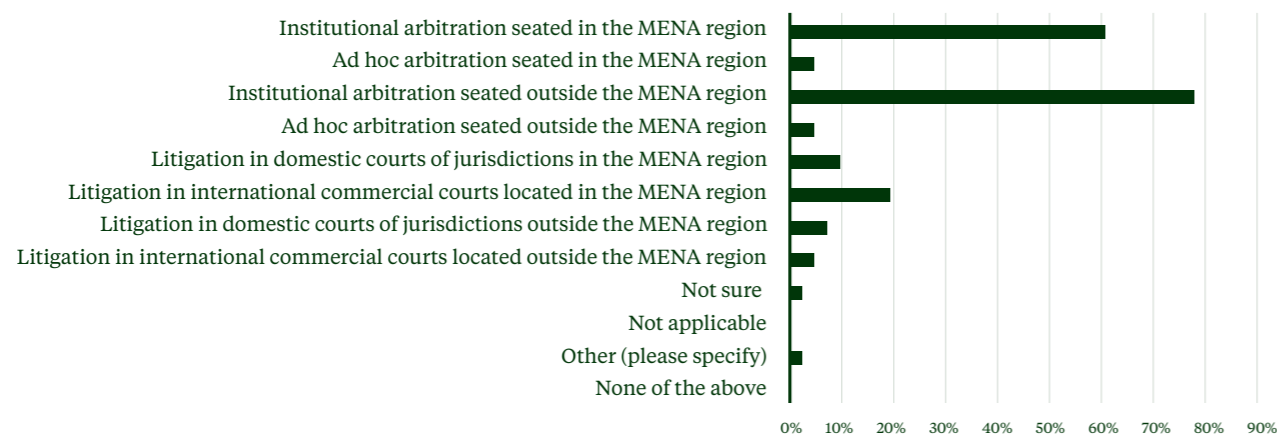 Institutional arbitration seated in the MENA region
Ad hoc arbitration seated in the MENA region
Institutional arbitration seated outside the MENA region
Ad hoc arbitration seated outside the MENA region
Litigation in domestic courts of jurisdictions in the MENA region
Litigation in international commercial courts located in the MENA region
Litigation in domestic courts of jurisdictions outside the MENA region
Litigation in international commercial courts located outside the MENA region
Not sure
Not applicable
Other (please specify)
None of the above
0% 10% 20% 30% 40% 50% 60% 70% 80% 90%